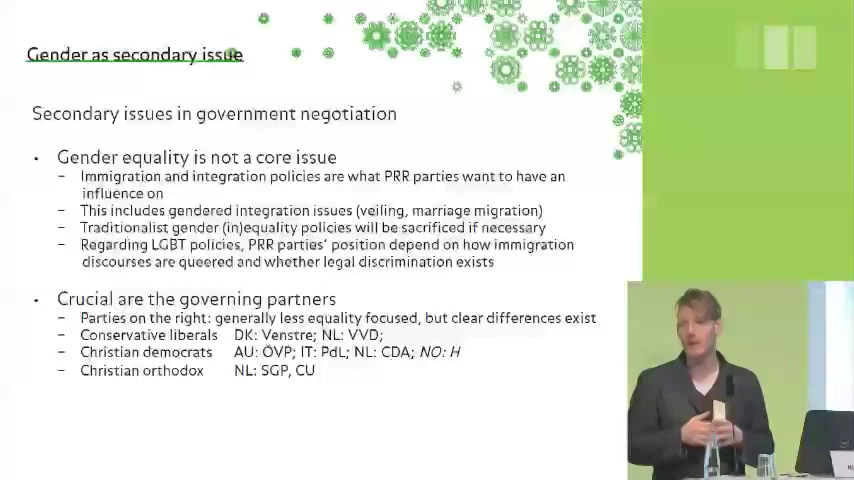 Gender as secondary issue
Secondary issues in government negotiation
• Gender equality is not a core issue
– Immigration and integration policies are what PRR parties want to have an
influence on
– This includes gendered integration issues (veiling, marriage migration)
– Traditionalist gender (in)equality policies will be sacrificed if necessary
– Regarding LGBT policies, PRR parties' position depend on how immigration
discourses are queered and whether legal discrimination exists
• Crucial are the governing partners
– Parties on the right: generally less equality focused, but clear differences exist
– Conservative liberals DK: Venstre; NL: VVD;
– Christian democrats AU: ÖVP; IT: PdL; NL: CDA; NO: H
– Christian orthodox NL: SGP, CU